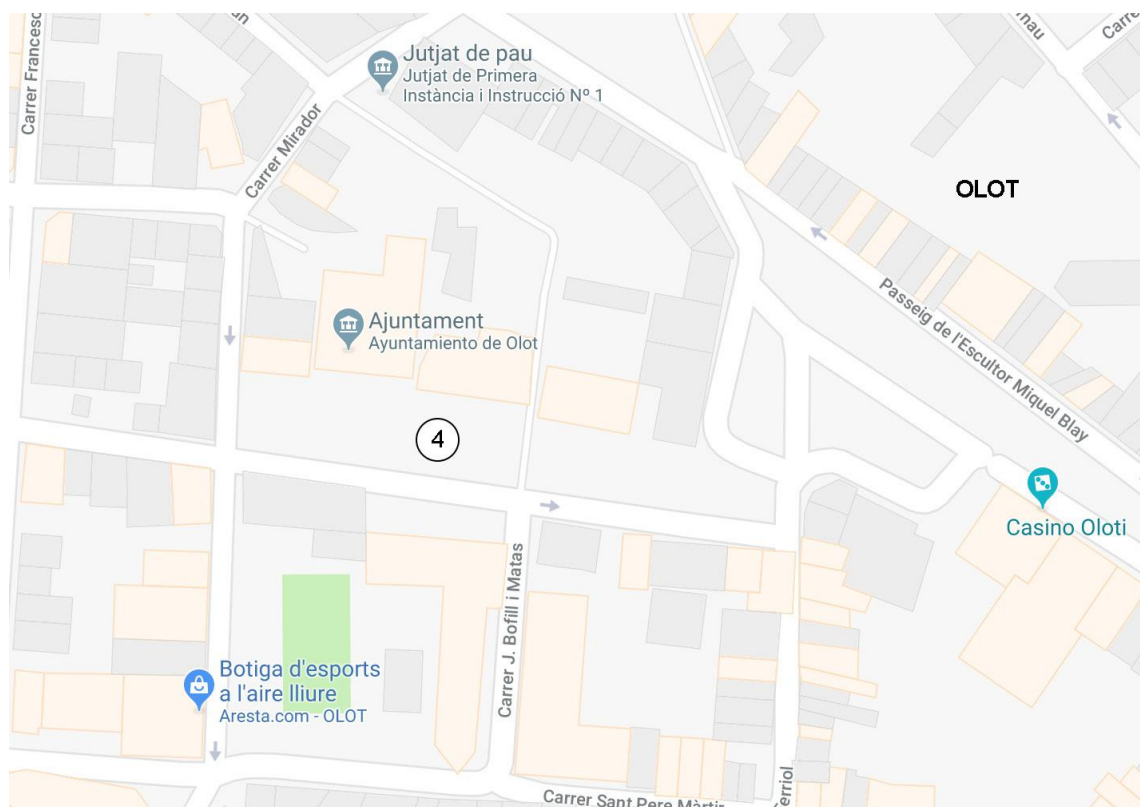 Carrer Francesc
Jutjat de pau
Jutjat de Primera
Instància i Instrucció Nº 1
Carrer Mirador
OLOT
Passeig de l'Escultor Miquel Blay
Ajuntament
Ayuntamiento de Olot
4
Casino Olotí
Carrer J. Bofill i Matas
Botiga d'esports
a l'aire lliure
Aresta.com - OLOT
Carrer Sant Pere Màrtir